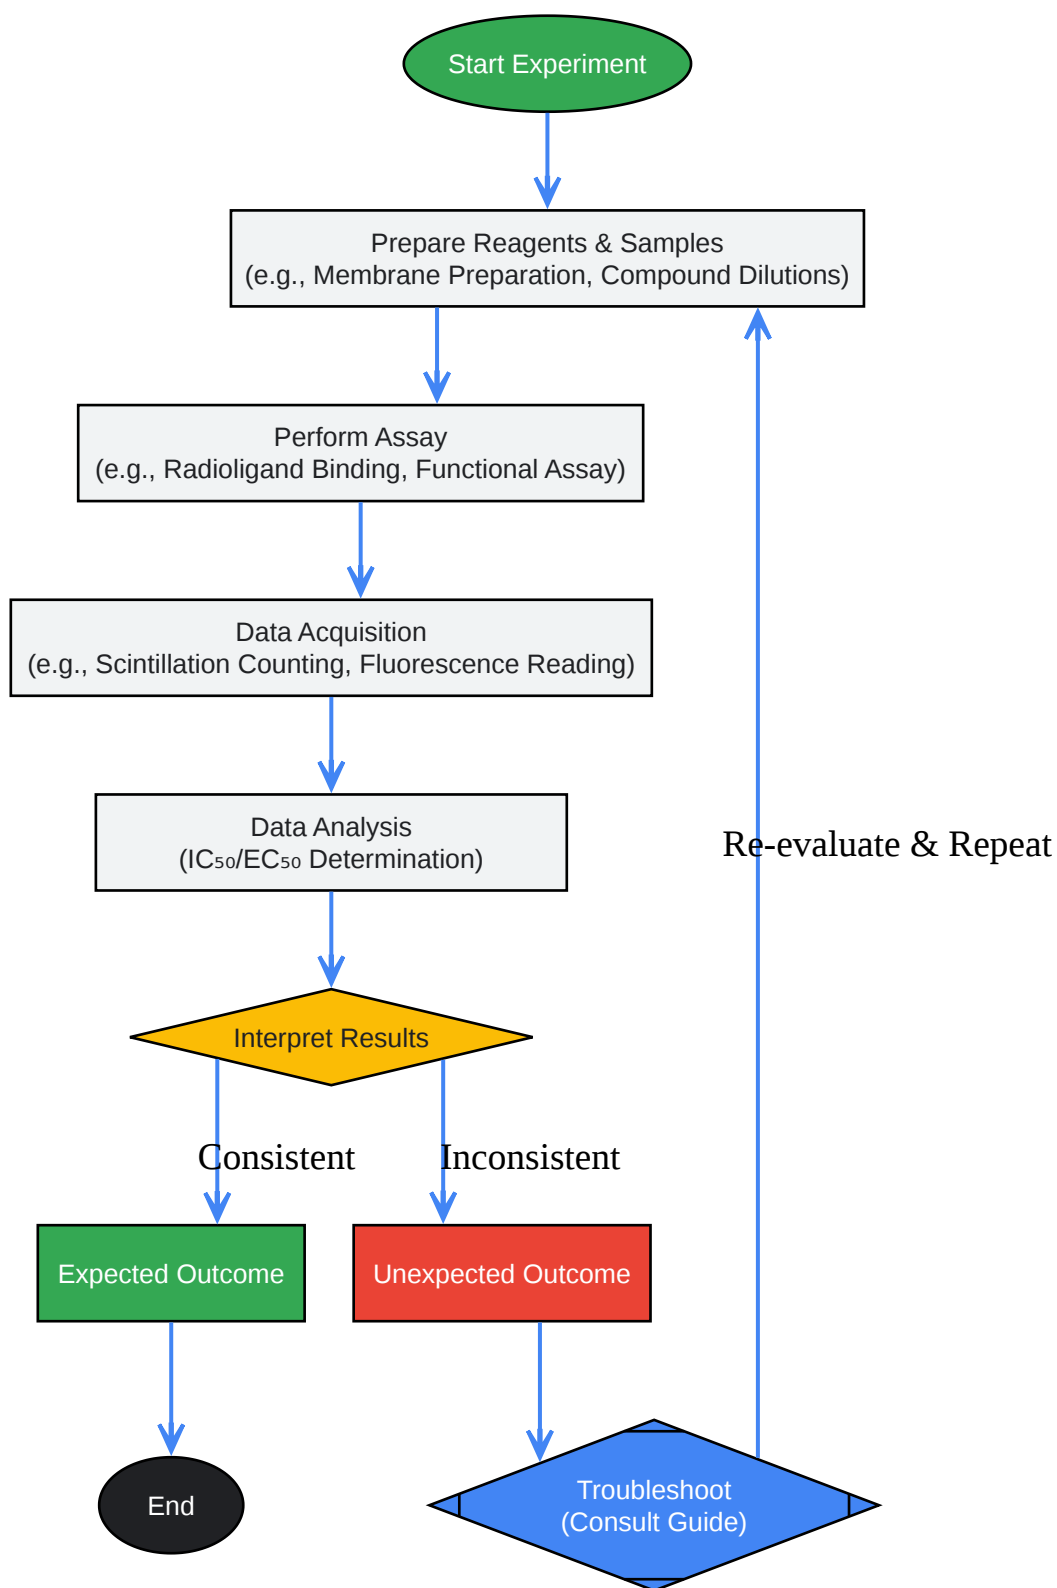 Start Experiment
Prepare Reagents & Samples
(e.g., Membrane Preparation, Compound Dilutions)
Perform Assay
(e.g., Radioligand Binding, Functional Assay)
Data Acquisition
(e.g., Scintillation Counting, Fluorescence Reading)
Data Analysis
(IC₅₀/EC₅₀ Determination)
Re-evaluate & Repeat
Interpret Results
Consistent
Inconsistent
Expected Outcome
Unexpected Outcome
End
Troubleshoot
(Consult Guide)